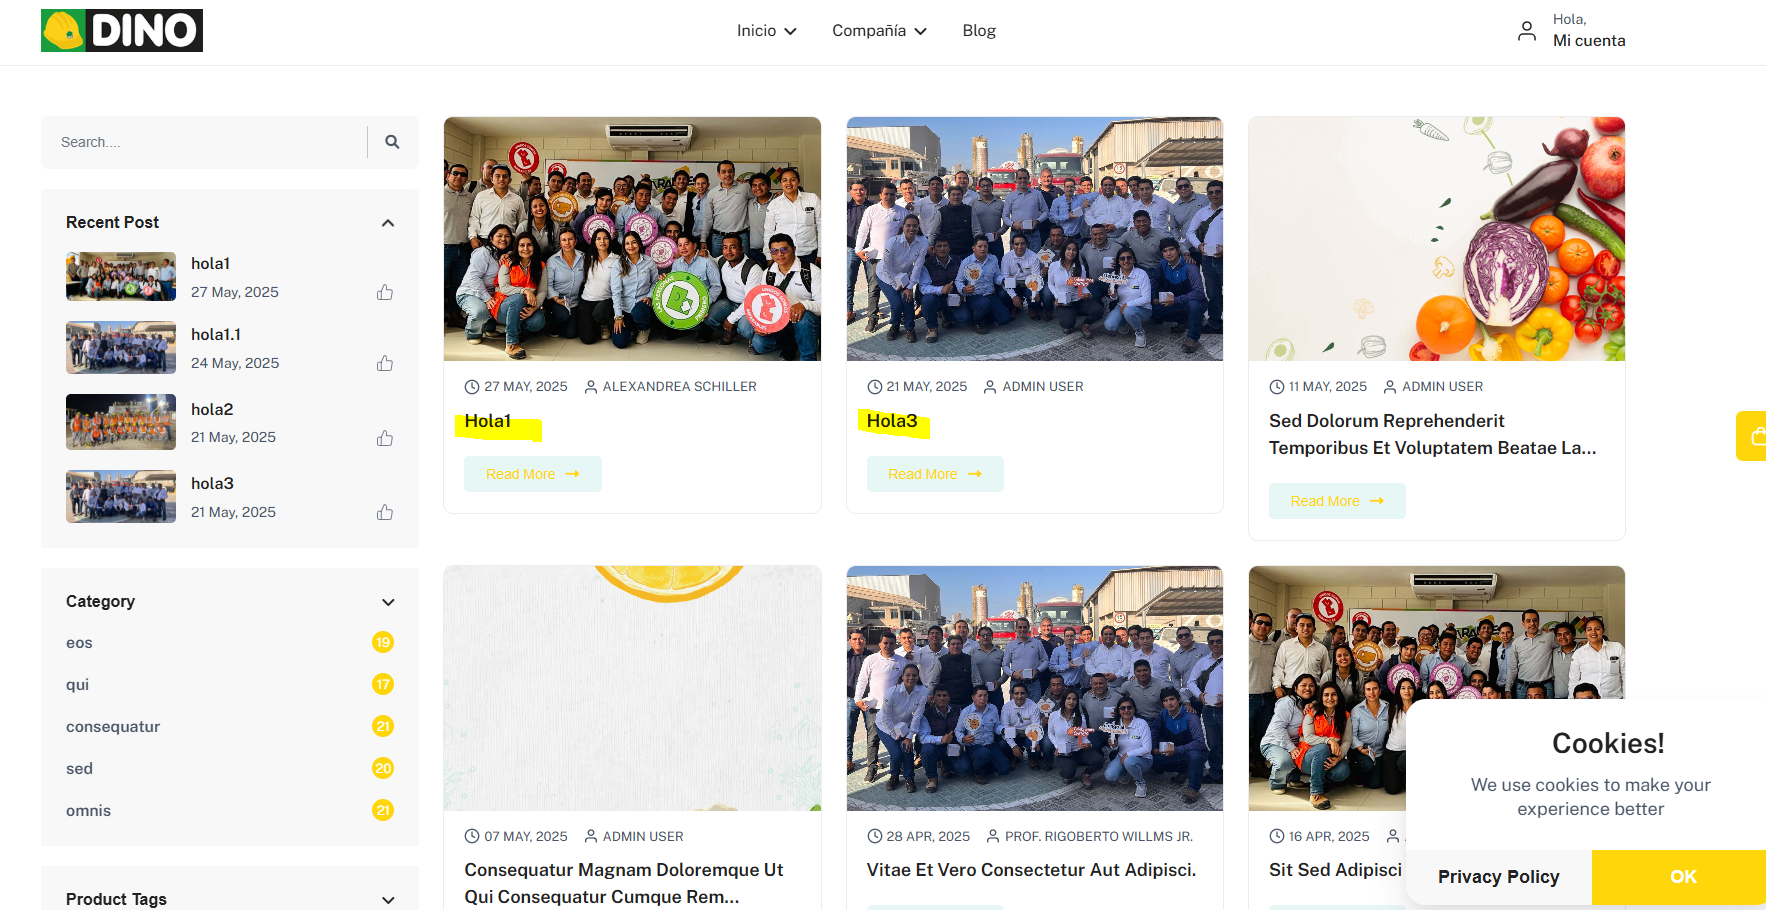 DINO
Inicio
Compañía
Blog
Hola,
Mi cuenta
Search....
Recent Post
hola1
27 May, 2025
hola1.1
24 May, 2025
hola2
21 May, 2025
hola3
21 May, 2025
Category
eos
19
qui
17
consequatur
21
sed
20
omnis
21
Product Tags
27 MAY, 2025 ALEXANDREA SCHILLER
Hola1
Read More
21 MAY, 2025 ADMIN USER
Hola3
Read More
11 MAY, 2025 ADMIN USER
Sed Dolorum Reprehenderit
Temporibus Et Voluptatem Beatae La...
Read More
07 MAY, 2025 ADMIN USER
Consequatur Magnam Doloremque Ut
Qui Consequatur Cumque Rem...
28 APR, 2025 PROF. RIGOBERTO WILLMS JR.
Vitae Et Vero Consectetur Aut Adipisci.
16 APR, 2025
Sit Sed Adipisci
Cookies!
We use cookies to make your
experience better
Privacy Policy
OK